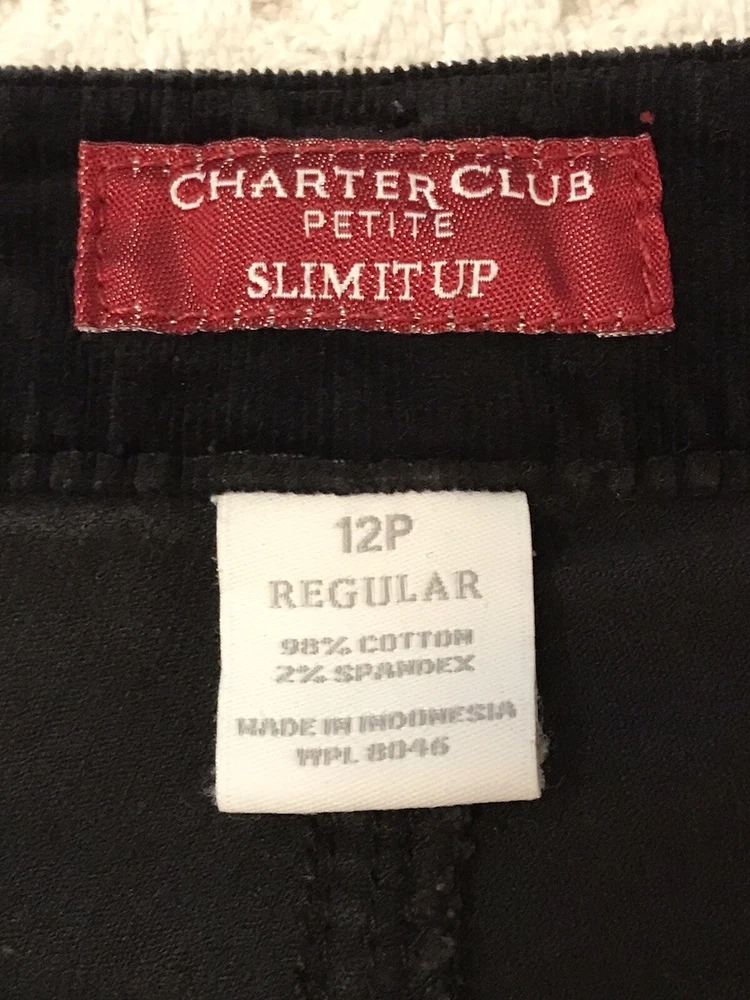 CHARTER CLUB
PETITE
SLIM IT UP
12P
REGULAR
98% COTTON
2% SPANDEX
MADE IN INDONESIA
WPL 8046